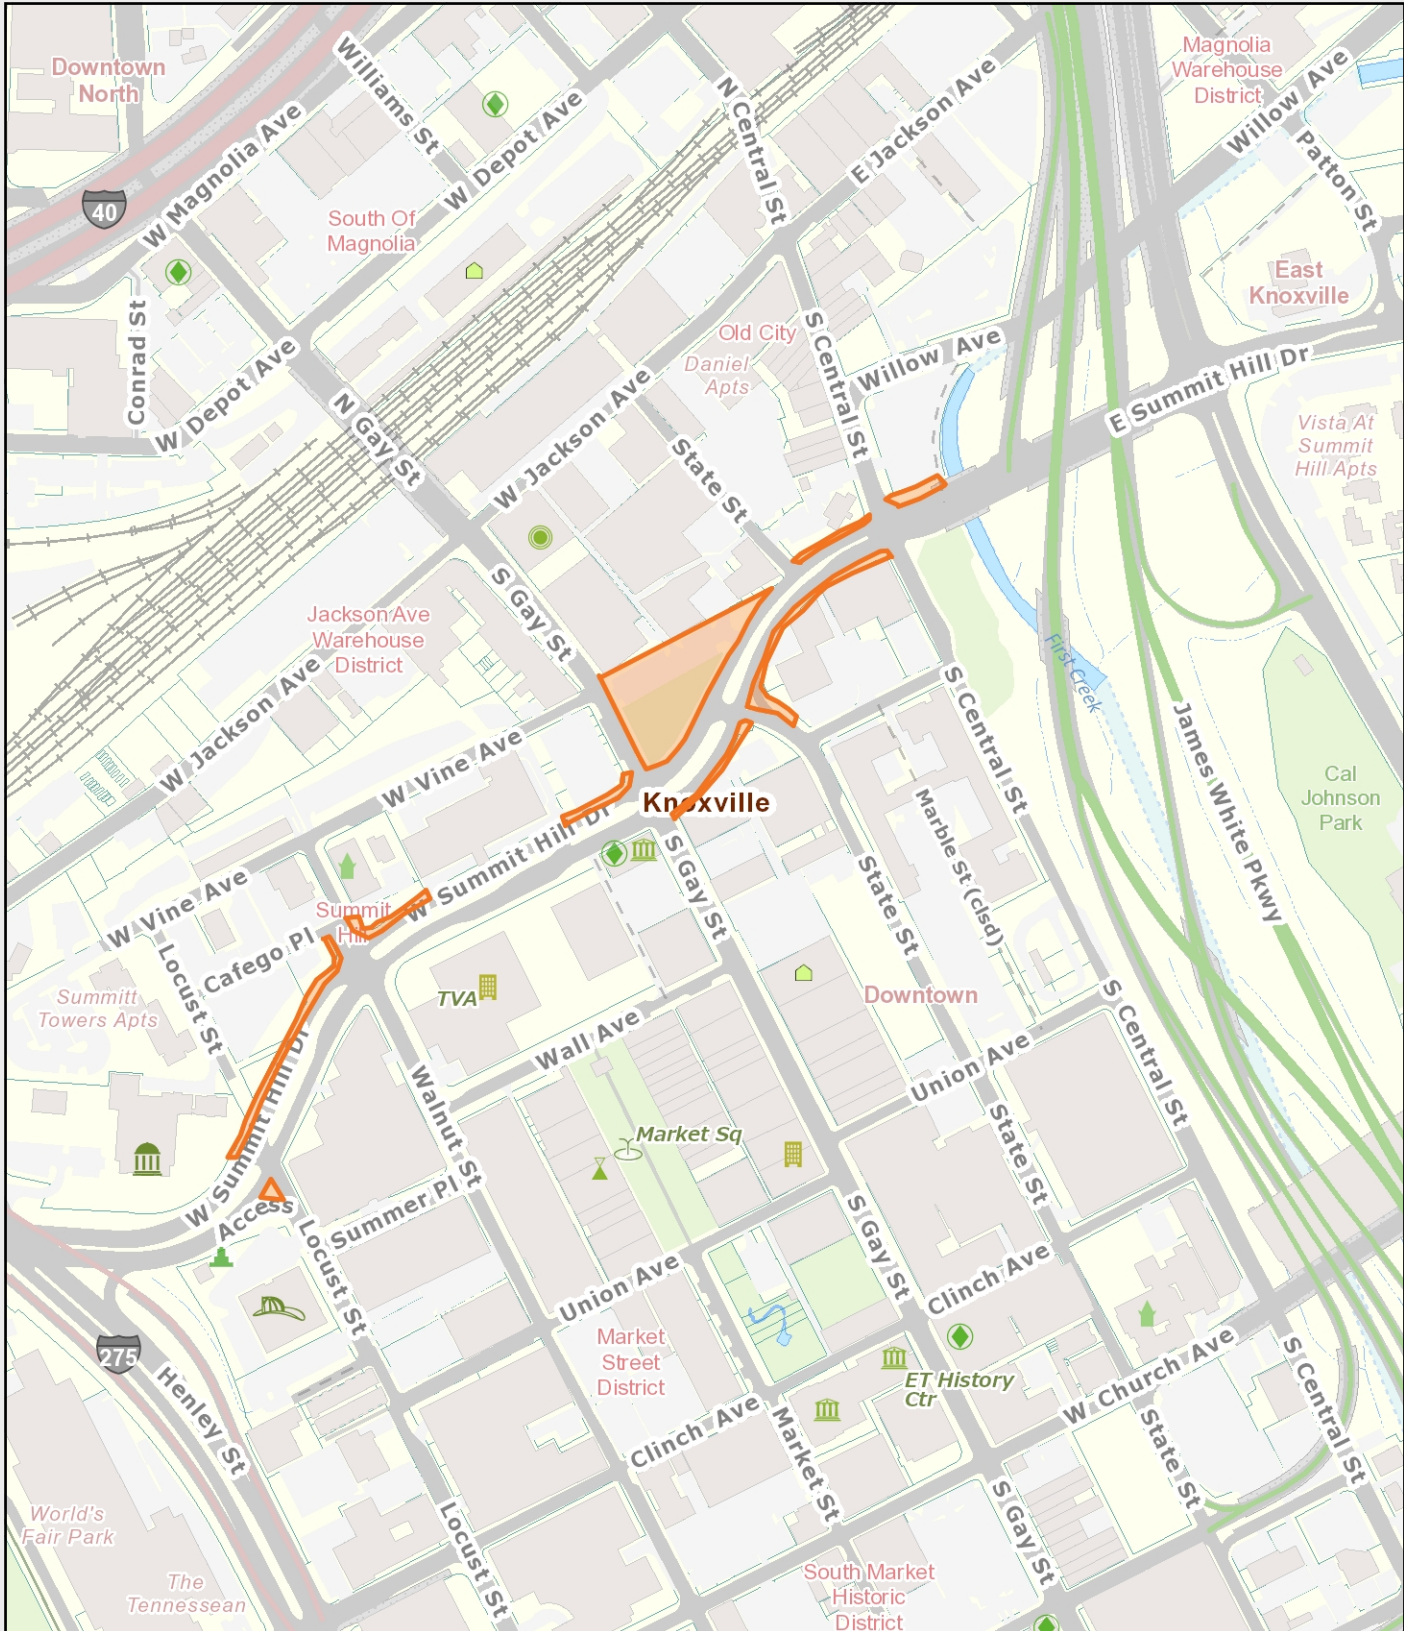 Downtown
North
Williams St
Magnolia
Warehouse
District
Willow Ave
N Central St
E Jackson Ave
W Depot Ave
W Magnolia Ave
Patton St
40
South Of
Magnolia
East
Knoxville
Conrad St
W Depot Ave
N Gay St
Old City
Daniel
Apts
S Central St
Willow Ave
E Summit Hill Dr
W Jackson Ave
State St
Vista At
Summit
Hill Apts
S Gay St
Jackson Ave
Warehouse
District
First Creek
S Central St
W Jackson Ave
James White Pkwy
W Vine Ave
Cal
Johnson
Park
Knoxville
W Summit Hill Dr
S Gay St
Marble St (clsd)
State St
W Vine Ave
Summit
Hill
Cafego Pl
Locust St
Summitt
Towers Apts
TVA
Downtown
S Central St
Wall Ave
Union Ave
W Summit Hill Dr
Walnut St
State St
Market Sq
Access
Summer Pl
Locust St
S Gay St
Union Ave
Clinch Ave
275
Market
Street
District
ET History
Ctr
W Church Ave
S Central St
Henley St
Clinch Ave
Market St
State St
World's
Fair Park
S Gay St
Locust St
The
Tennessean
South Market
Historic
District